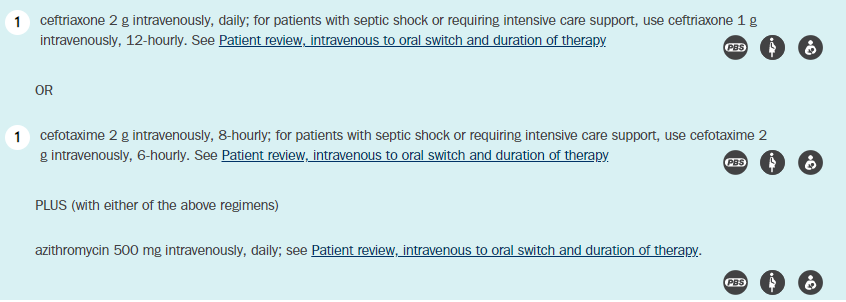 1 ceftriaxone 2 g intravenously, daily; for patients with septic shock or requiring intensive care support, use ceftriaxone 1 g
intravenously, 12-hourly. See Patient review, intravenous to oral switch and duration of therapy
PBS
OR
1 cefotaxime 2 g intravenously, 8-hourly; for patients with septic shock or requiring intensive care support, use cefotaxime 2
g intravenously, 6-hourly. See Patient review, intravenous to oral switch and duration of therapy
PBS
PLUS (with either of the above regimens)
azithromycin 500 mg intravenously, daily; see Patient review, intravenous to oral switch and duration of therapy.
PBS